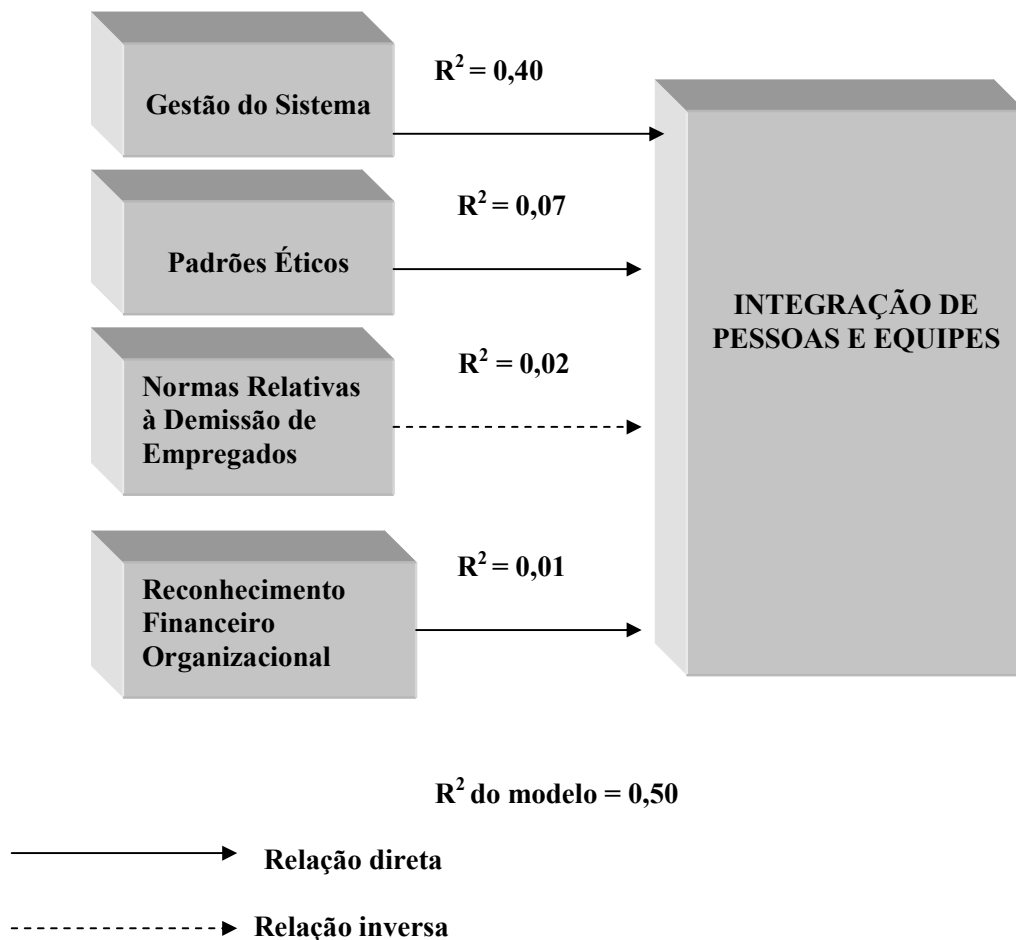 R² = 0,40
Gestão do Sistema
R² = 0,07
Padrões Éticos
INTEGRAÇÃO DE
PESSOAS E EQUIPES
R² = 0,02
Normas Relativas
à Demissão de
Empregados
R² = 0,01
Reconhecimento
Financeiro
Organizacional
R² do modelo = 0,50
Relação direta
Relação inversa